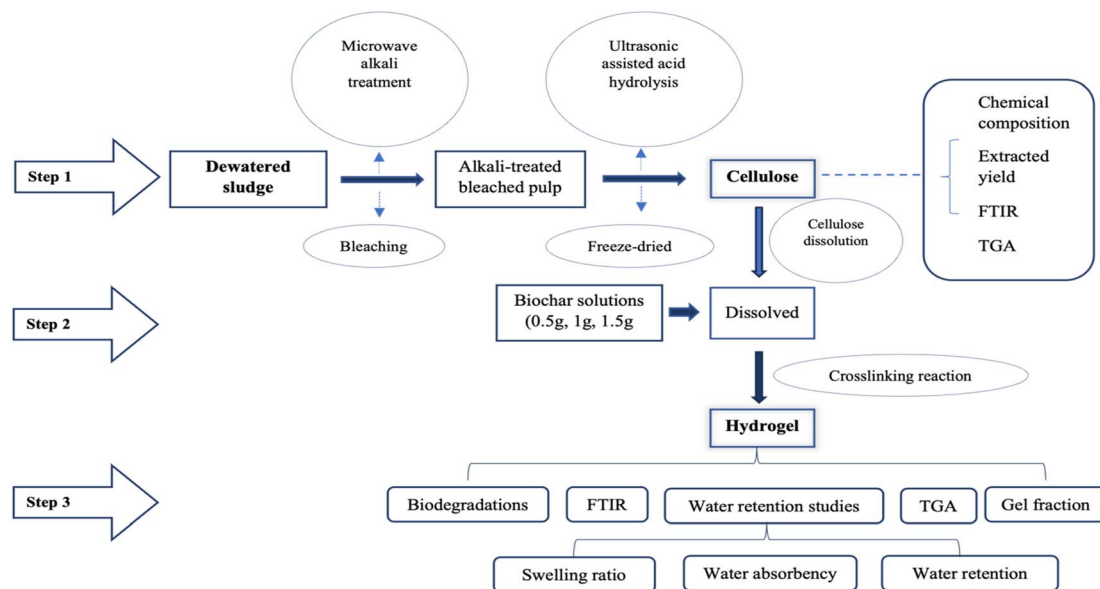 Microwave
alkali
treatment
Ultrasonic
assisted acid
hydrolysis
Chemical
composition
Extracted
yield
FTIR
TGA
Step 1
Dewatered
sludge
Alkali-treated
bleached pulp
Cellulose
Bleaching
Freeze-dried
Cellulose
dissolution
Step 2
Biochar solutions
(0.5g, 1g, 1.5g
Dissolved
Crosslinking reaction
Hydrogel
Step 3
Biodegradations
FTIR
Water retention studies
TGA
Gel fraction
Swelling ratio
Water absorbency
Water retention